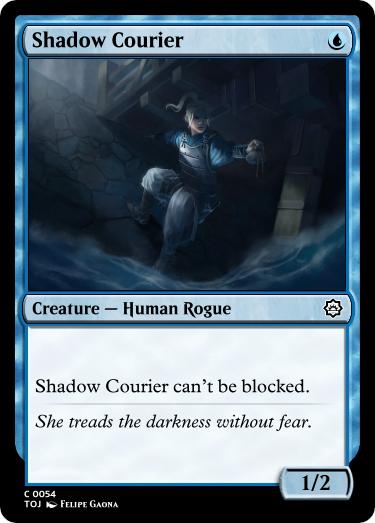 Shadow Courier
Creature — Human Rogue
Shadow Courier can't be blocked.
She treads the darkness without fear.
1/2
C 0054
TOJ Felipe Gaona